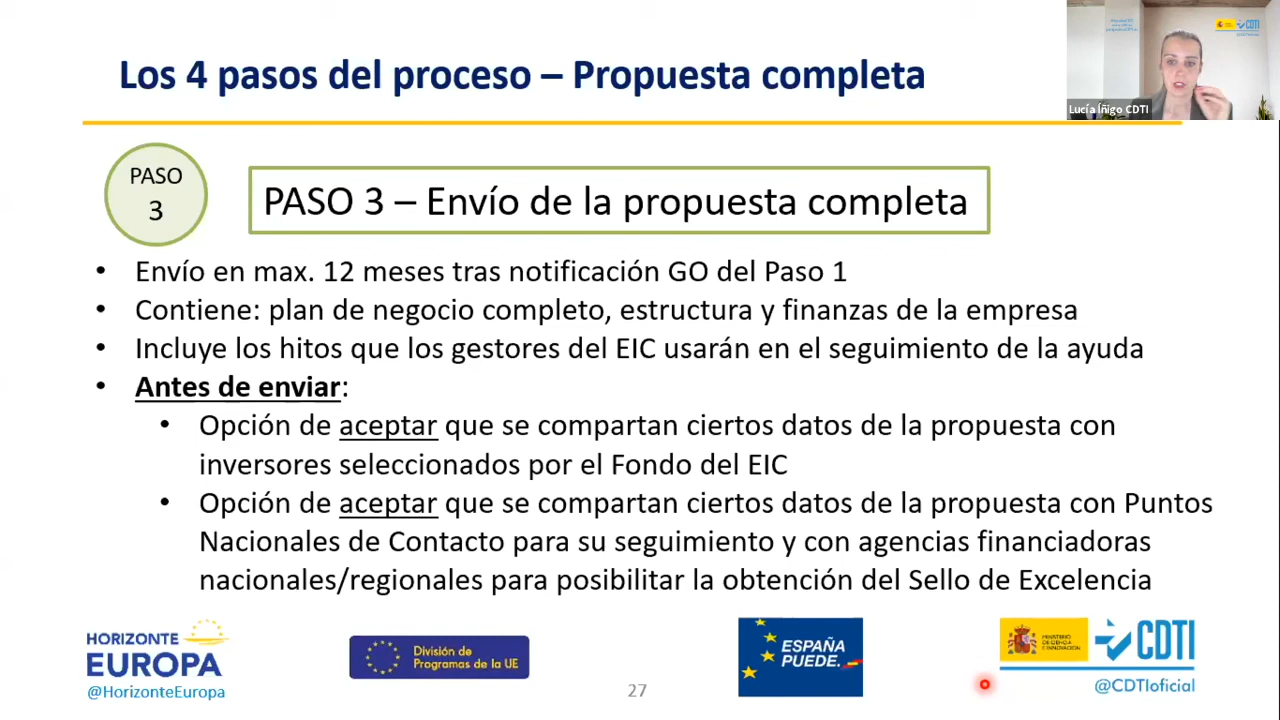 Los 4 pasos del proceso – Propuesta completa
CDTI
@CDTIoficial
Lucía Íñigo CDTI
PASO
3
PASO 3 – Envío de la propuesta completa
• Envío en max. 12 meses tras notificación GO del Paso 1
• Contiene: plan de negocio completo, estructura y finanzas de la empresa
• Incluye los hitos que los gestores del EIC usarán en el seguimiento de la ayuda
• Antes de enviar:
• Opción de aceptar que se compartan ciertos datos de la propuesta con
inversores seleccionados por el Fondo del EIC
• Opción de aceptar que se compartan ciertos datos de la propuesta con Puntos
Nacionales de Contacto para su seguimiento y con agencias financiadoras
nacionales/regionales para posibilitar la obtención del Sello de Excelencia
HORIZONTE
EUROPA
@HorizonteEuropa
División de
Programas de la UE
27
ESPAÑA
PUEDE.
MINISTERIO
DE CIENCIA
E INNOVACIÓN
CDTI
@CDTIoficial